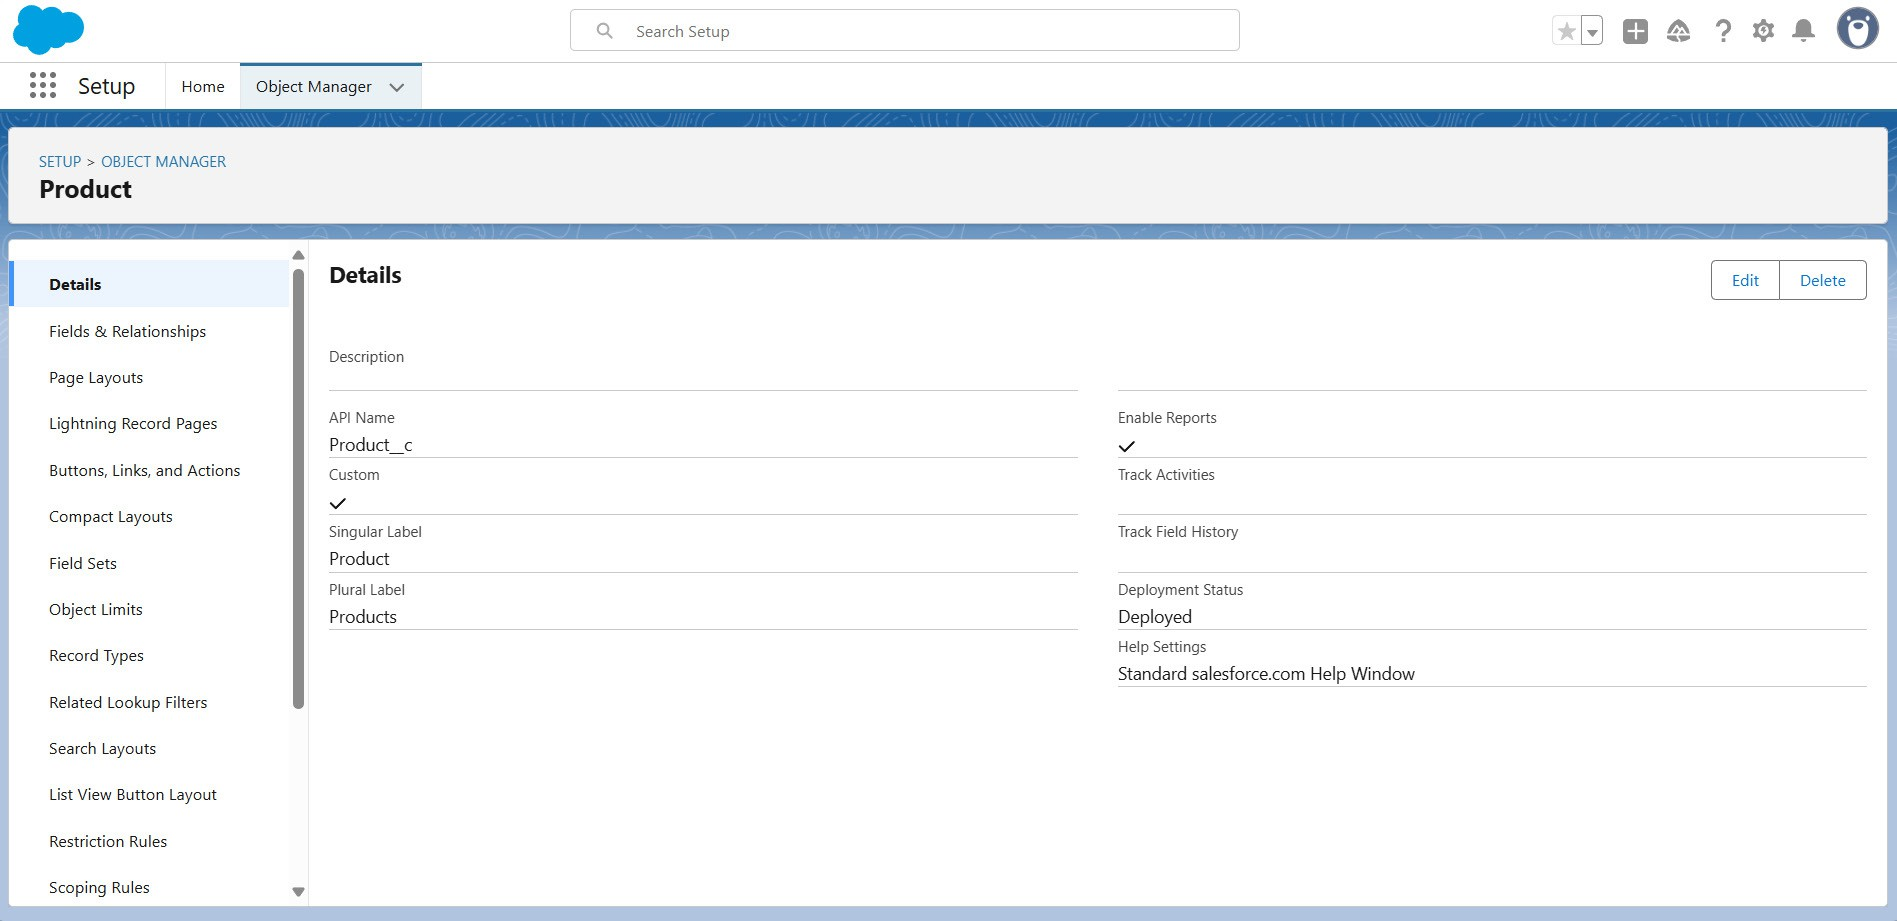 Search Setup
Setup
Home
Object Manager
SETUP > OBJECT MANAGER
Product
Details
Fields & Relationships
Page Layouts
Lightning Record Pages
Buttons, Links, and Actions
Compact Layouts
Field Sets
Object Limits
Record Types
Related Lookup Filters
Search Layouts
List View Button Layout
Restriction Rules
Scoping Rules
Details
Edit
Delete
Description
API Name
Product__c
Custom
Singular Label
Product
Plural Label
Products
Enable Reports
Track Activities
Track Field History
Deployment Status
Deployed
Help Settings
Standard salesforce.com Help Window